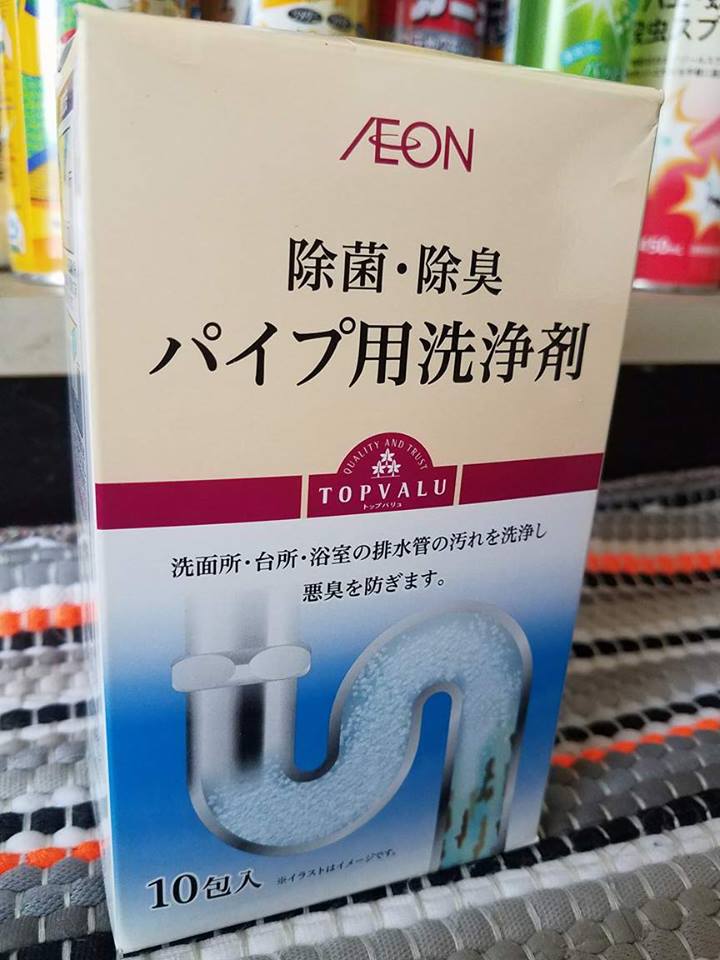 ÆON
除菌・除臭
パイプ用洗浄剤
QUALITY AND TRUST
TOPVALU
トップバリュ
洗面所・台所・浴室の排水管の汚れを洗浄し
悪臭を防ぎます。
10包入
※イラストはイメージです。